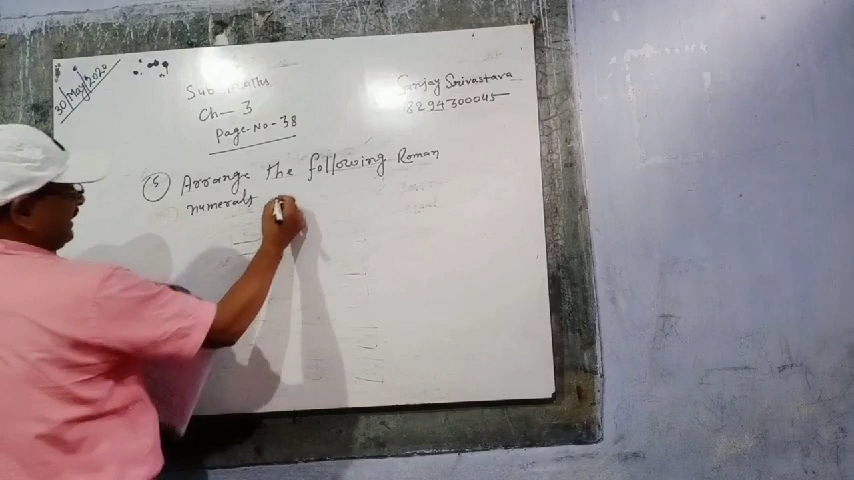 30/May/2020
Sub Maths
Ch- 3
Page-No-38
Sanjay Srivastava
8294300045
5 Arrange the following Roman
numerals